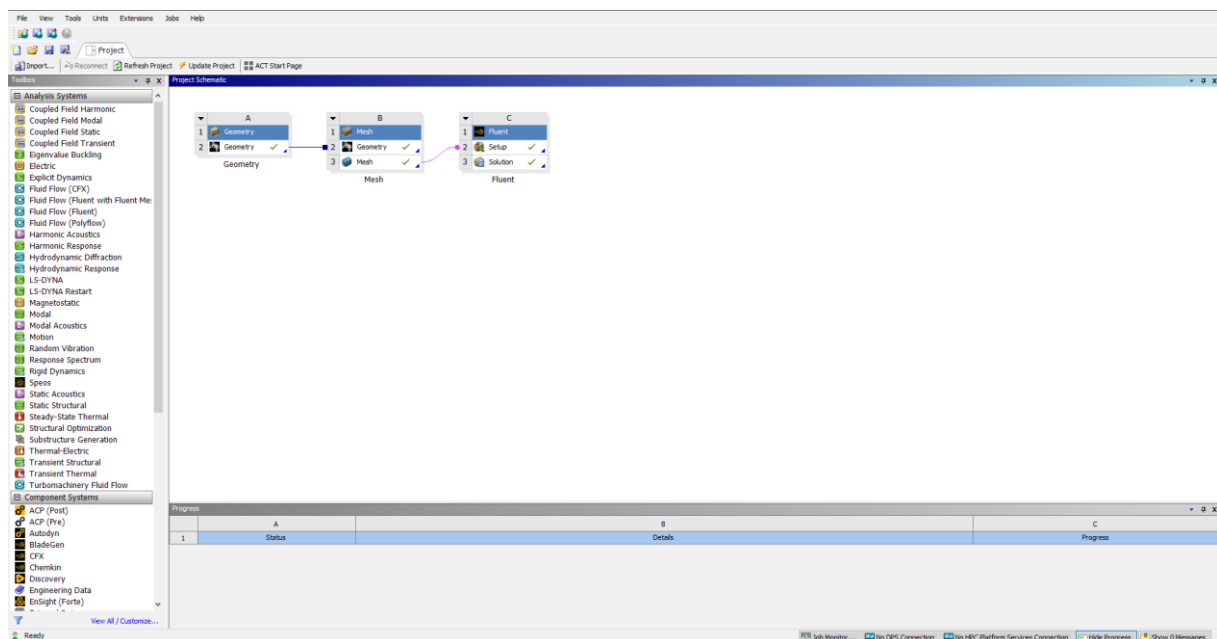 File View Tools Units Extensions Jobs Help
Project
Import... Reconnect Refresh Project Update Project ACT Start Page
Toolbox
Project Schematic
Analysis Systems
Coupled Field Harmonic
Coupled Field Modal
Coupled Field Static
Coupled Field Transient
Eigenvalue Buckling
Electric
Explicit Dynamics
Fluid Flow (CFX)
Fluid Flow (Fluent with Fluent Me
Fluid Flow (Fluent)
Fluid Flow (Polyflow)
Harmonic Acoustics
Harmonic Response
Hydrodynamic Diffraction
Hydrodynamic Response
LS-DYNA
LS-DYNA Restart
Magnetostatic
Modal
Modal Acoustics
Motion
Random Vibration
Response Spectrum
Rigid Dynamics
Speos
Static Acoustics
Static Structural
Steady-State Thermal
Structural Optimization
Substructure Generation
Thermal-Electric
Transient Structural
Transient Thermal
Turbomachinery Fluid Flow
Component Systems
ACP (Post)
ACP (Pre)
Autodyn
BladeGen
CFX
Chemkin
Discovery
Engineering Data
EnSight (Forte)
View All / Customize...
A
1 Geometry
2 Geometry
Geometry
B
1 Mesh
2 Geometry
3 Mesh
Mesh
C
1 Fluent
2 Setup
3 Solution
Fluent
Progress
A B C
1 Status Details Progress
Ready
Job Monitor... No DPS Connection No HPC Platform Services Connection Hide Progress Show 0 Messages